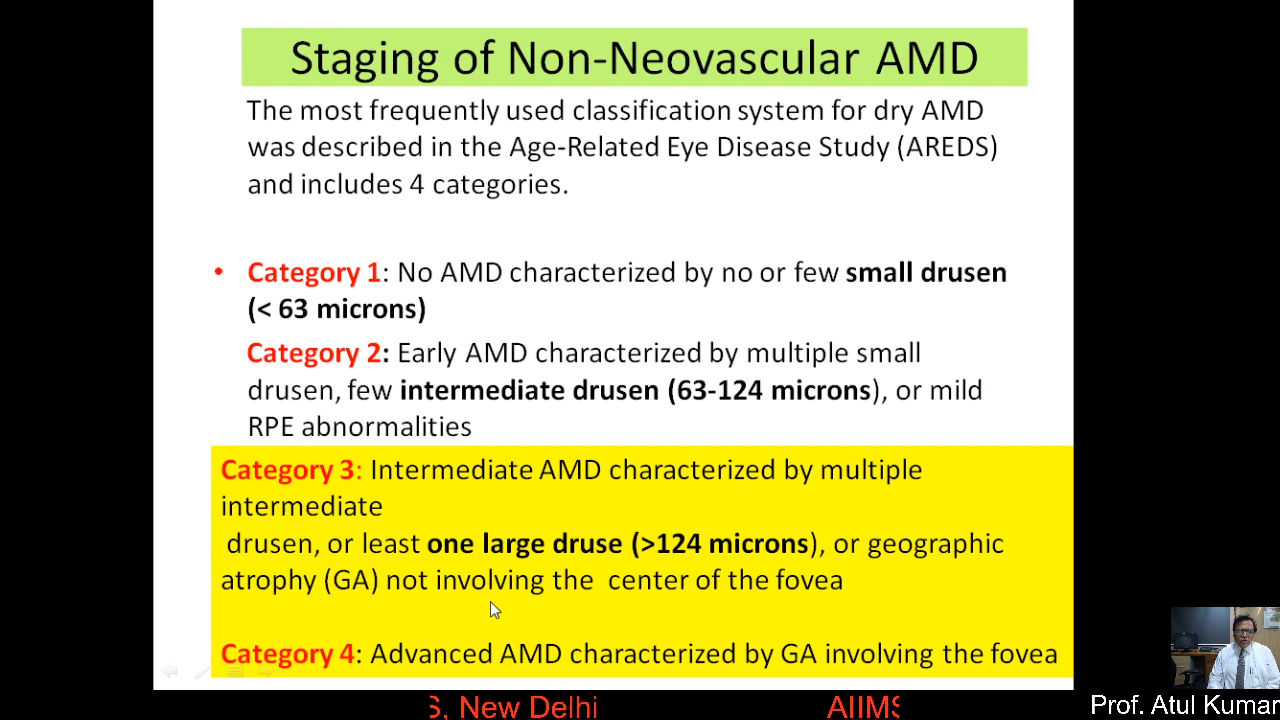 Staging of Non-Neovascular AMD
The most frequently used classification system for dry AMD
was described in the Age-Related Eye Disease Study (AREDS)
and includes 4 categories.
• Category 1: No AMD characterized by no or few small drusen
(< 63 microns)
Category 2: Early AMD characterized by multiple small
drusen, few intermediate drusen (63-124 microns), or mild
RPE abnormalities
Category 3: Intermediate AMD characterized by multiple
intermediate
drusen, or least one large druse (>124 microns), or geographic
atrophy (GA) not involving the center of the fovea
Category 4: Advanced AMD characterized by GA involving the fovea
S, New Delhi AIIMS Prof. Atul Kumar